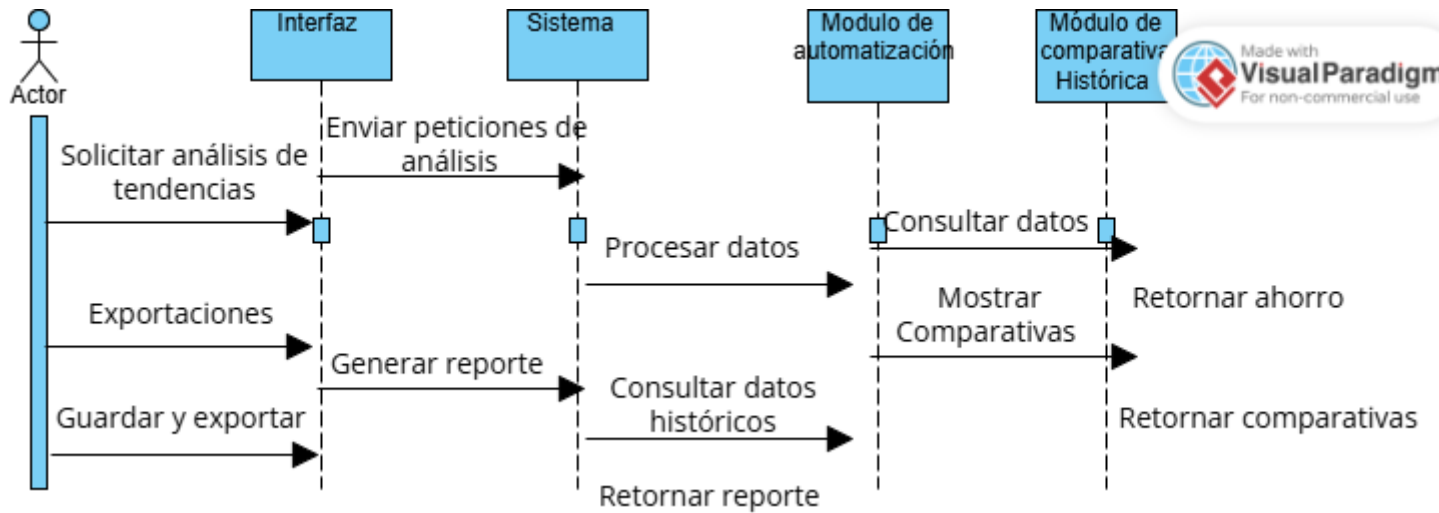 Actor
Interfaz
Sistema
Modulo de
automatización
Módulo de
comparativa
Histórica
Made with
Visual Paradigm
For non-commercial use
Enviar peticiones de
análisis
Solicitar análisis de
tendencias
Consultar datos
Procesar datos
Mostrar
Comparativas
Retornar ahorro
Exportaciones
Generar reporte
Consultar datos
históricos
Guardar y exportar
Retornar comparativas
Retornar reporte